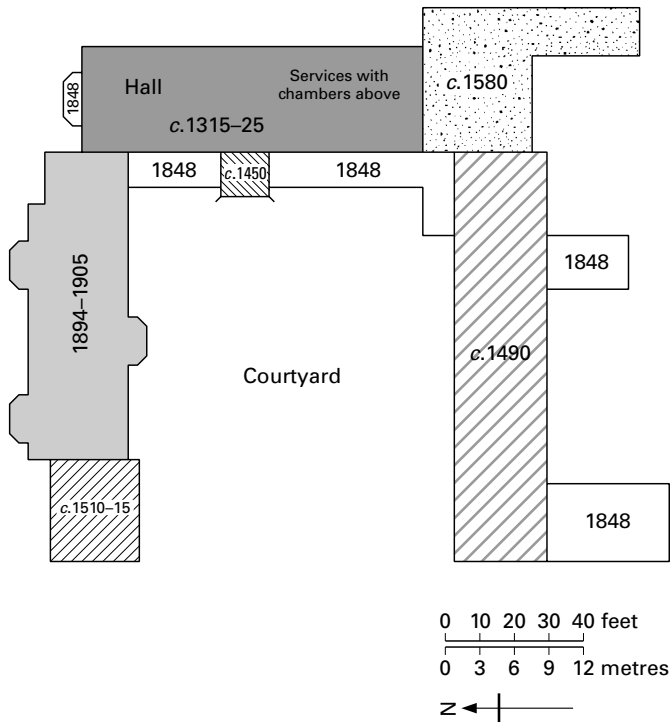 Hall
Services with
chambers above
c.1315–25
1848
c.1580
1848
c.1450
1848
1894–1905
1848
c.1490
Courtyard
c.1510–15
1848
0 10 20 30 40 feet
0 3 6 9 12 metres
N